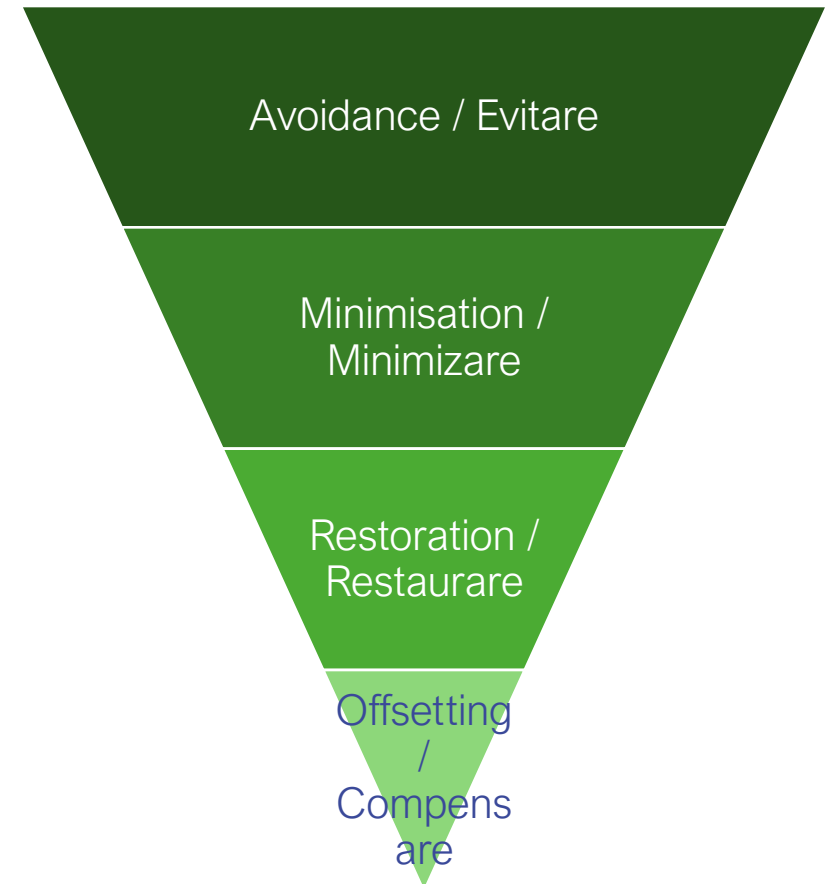 Avoidance / Evitare
Minimisation /
Minimizare
Restoration /
Restaurare
Offsetting
/
Compens
are